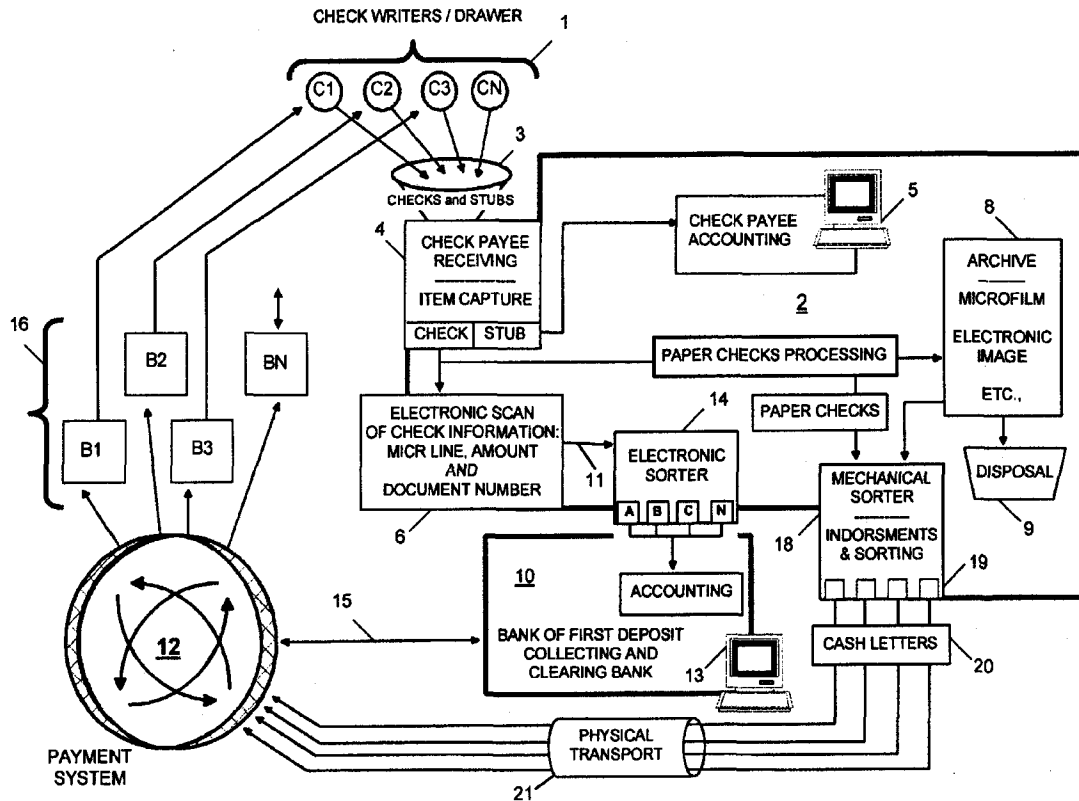 CHECK WRITERS / DRAWER
1
C1
C2
C3
CN
3
CHECKS and STUBS
4
CHECK PAYEE
RECEIVING
ITEM CAPTURE
CHECK
STUB
CHECK PAYEE
ACCOUNTING
5
2
8
ARCHIVE
MICROFILM
ELECTRONIC
IMAGE
ETC.,
16
B1
B2
B3
BN
PAPER CHECKS PROCESSING
PAPER CHECKS
ELECTRONIC SCAN
OF CHECK INFORMATION:
MICR LINE, AMOUNT
AND
DOCUMENT NUMBER
6
11
14
ELECTRONIC
SORTER
A
B
C
N
MECHANICAL
SORTER
INDORSMENTS
& SORTING
18
19
DISPOSAL
9
10
ACCOUNTING
BANK OF FIRST DEPOSIT
COLLECTING AND
CLEARING BANK
13
15
12
CASH LETTERS
20
PHYSICAL
TRANSPORT
21
PAYMENT
SYSTEM